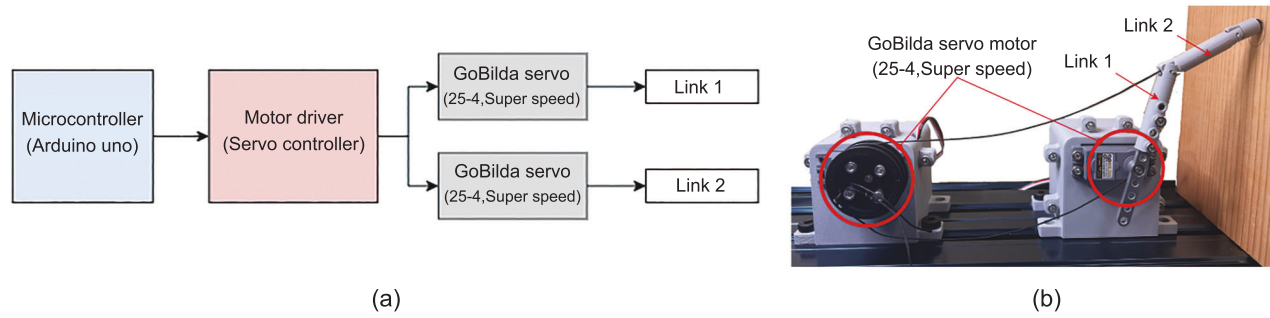 Microcontroller
(Arduino uno)
Motor driver
(Servo controller)
GoBilda servo
(25-4,Super speed)
Link 1
GoBilda servo
(25-4,Super speed)
Link 2
(a)
GoBilda servo motor
(25-4,Super speed)
Link 2
Link 1
(b)